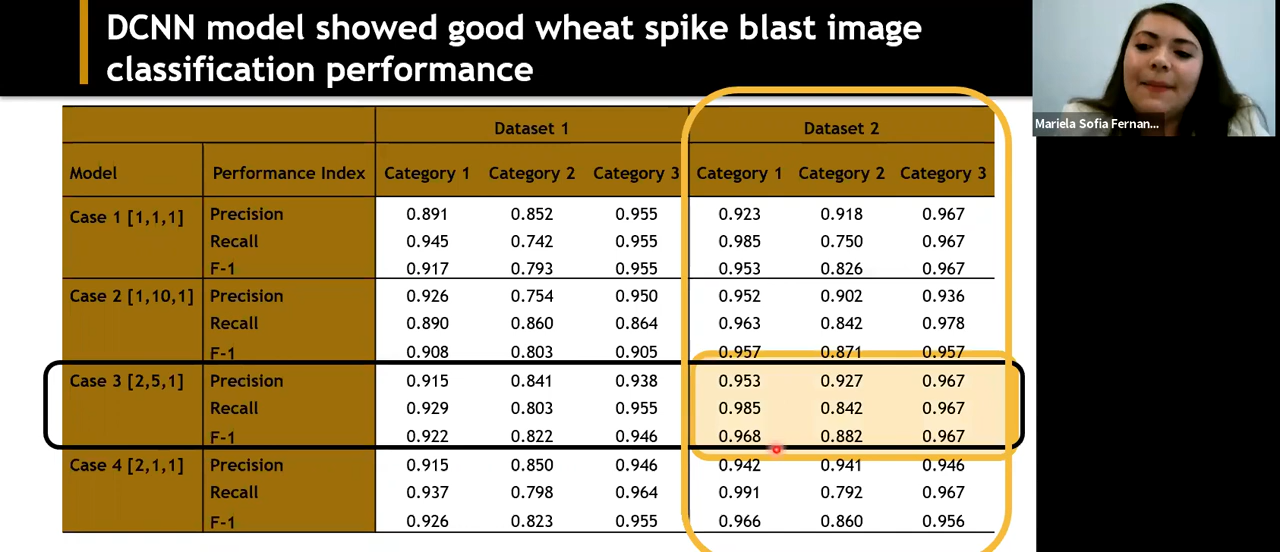 DCNN model showed good wheat spike blast image
classification performance
Mariela Sofia Fernan...
Dataset 1 Dataset 2
Model Performance Index Category 1 Category 2 Category 3 Category 1 Category 2 Category 3
Case 1 [1,1,1] Precision 0.891 0.852 0.955 0.923 0.918 0.967
Recall 0.945 0.742 0.955 0.985 0.750 0.967
F-1 0.917 0.793 0.955 0.953 0.826 0.967
Case 2 [1,10,1] Precision 0.926 0.754 0.950 0.952 0.902 0.936
Recall 0.890 0.860 0.864 0.963 0.842 0.978
F-1 0.908 0.803 0.905 0.957 0.871 0.957
Case 3 [2,5,1] Precision 0.915 0.841 0.938 0.953 0.927 0.967
Recall 0.929 0.803 0.955 0.985 0.842 0.967
F-1 0.922 0.822 0.946 0.968 0.882 0.967
Case 4 [2,1,1] Precision 0.915 0.850 0.946 0.942 0.941 0.946
Recall 0.937 0.798 0.964 0.991 0.792 0.967
F-1 0.926 0.823 0.955 0.966 0.860 0.956